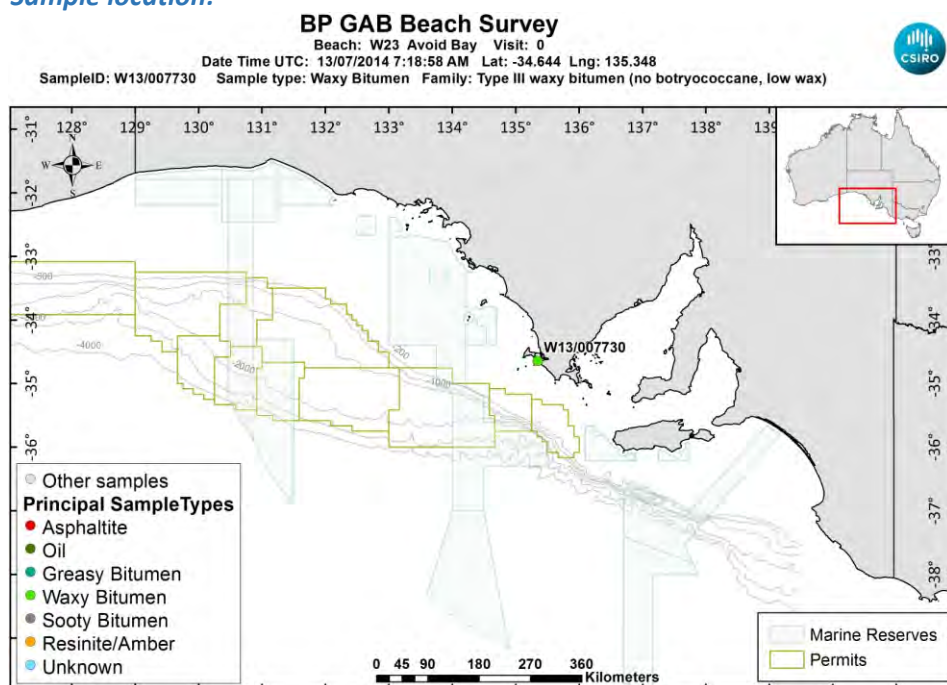 Sample location:
BP GAB Beach Survey
Beach: W23 Avoid Bay Visit: 0
Date Time UTC: 13/07/2014 7:18:58 AM Lat: -34.644 Lng: 135.348
SampleID: W13/007730 Sample type: Waxy Bitumen Family: Type III waxy bitumen (no botryococcane, low wax)
CSIRO
128° 129° 130° 131° 132° 133° 134° 135° 136° 137° 138° 139
N
W E
S
-31°
-32°
-33°
-34°
-35°
-36°
-37°
-38°
-31°
-32°
-33°
-34°
-35°
-36°
-37°
-38°
-4000
-2000
-200
-1000
W13/007730
Other samples
Principal SampleTypes
Asphaltite
Oil
Greasy Bitumen
Waxy Bitumen
Sooty Bitumen
Resinite/Amber
Unknown
0 45 90 180 270 360
Kilometers
Marine Reserves
Permits